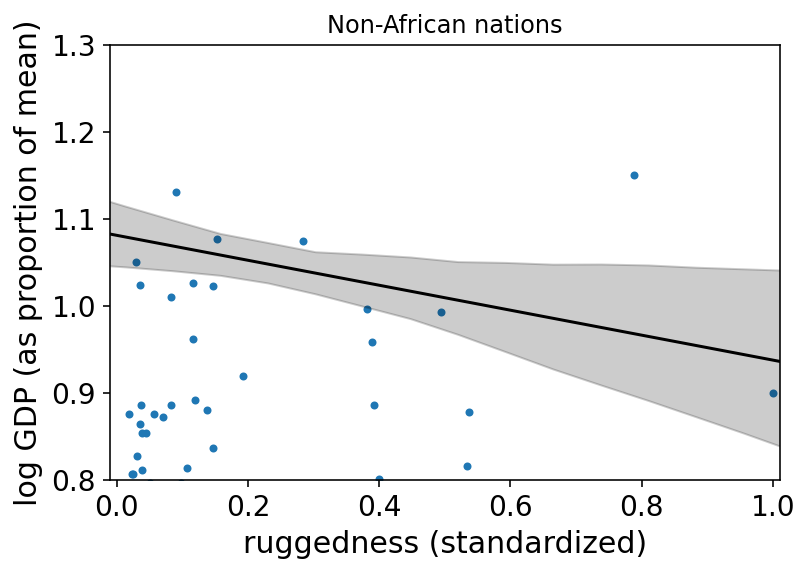 Non-African nations
log GDP (as proportion of mean)
1.3
1.2
1.1
1.0
0.9
0.8
0.0 0.2 0.4 0.6 0.8 1.0
ruggedness (standardized)